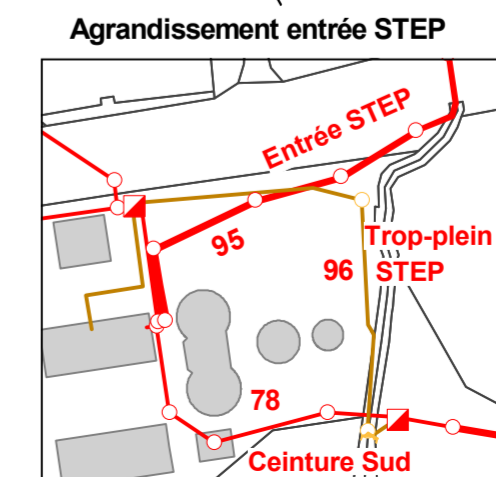 Agrandissement entrée STEP
Entrée STEP
95
Trop-plein
96 STEP
78
Ceinture Sud